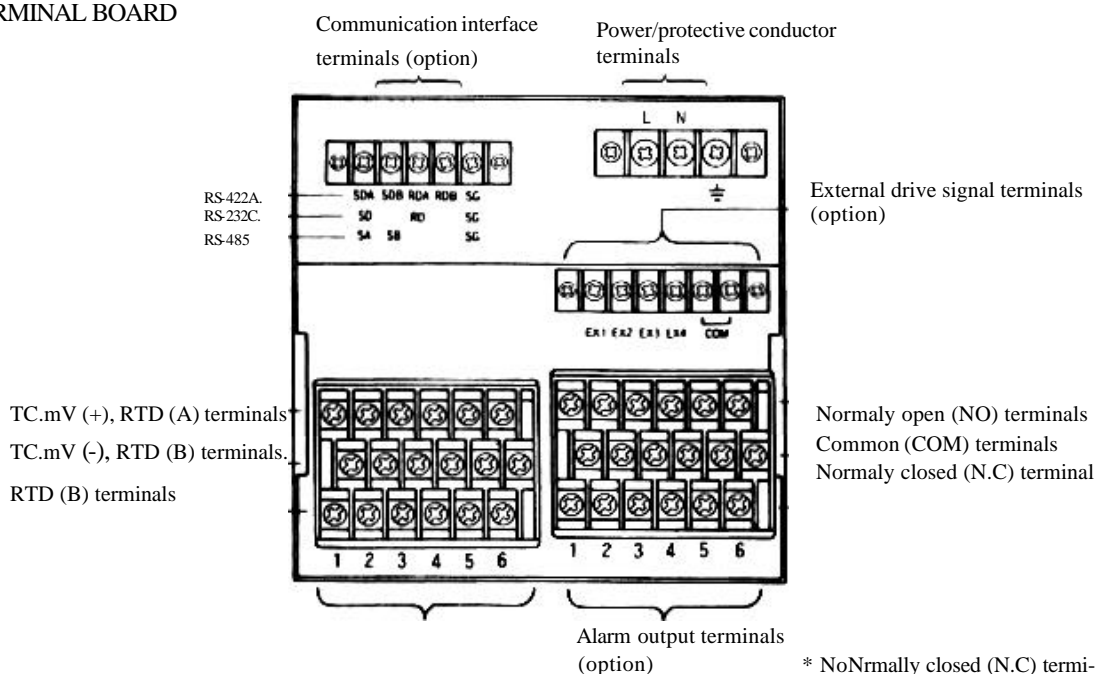 RMINAL BOARD
Communication interface
terminals (option)
Power/protective conductor
terminals
L N
RS-422A. SDA SDB RDA RDB SG
RS-232C. SD RD SG
RS-485 SA SB SG
External drive signal terminals
(option)
EX1 EX2 EX3 EX4 COM
TC.mV (+), RTD (A) terminals
TC.mV (-), RTD (B) terminals.
RTD (B) terminals
Normaly open (NO) terminals
Common (COM) terminals
Normaly closed (N.C) terminal
1 2 3 4 5 6
1 2 3 4 5 6
Alarm output terminals
(option)
* NoNrmally closed (N.C) termi-